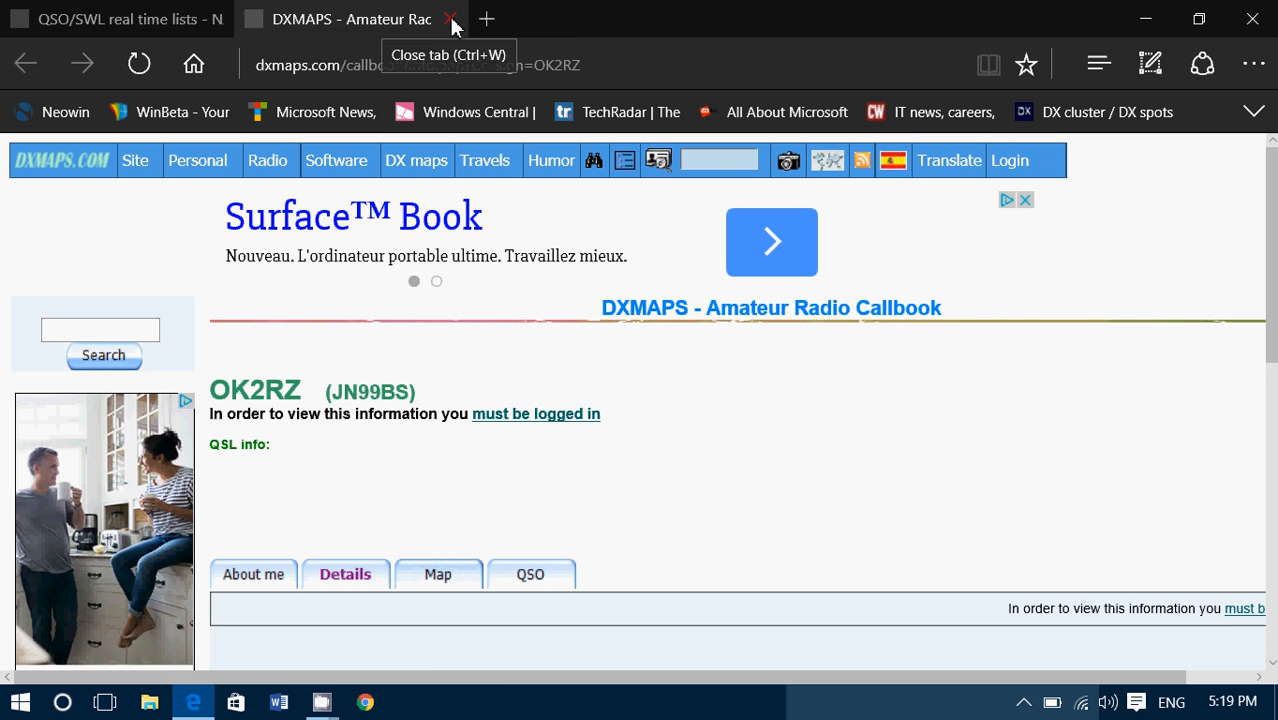 QSO/SWL real time lists - N
DXMAPS - Amateur Rac
Close tab (Ctrl+W)
dxmaps.com/callbo
=OK2RZ
Neowin
WinBeta - Your
Microsoft News,
Windows Central |
TechRadar | The
All About Microsoft
CW
IT news, careers,
DX
DX cluster / DX spots
DXMAPS.COM
Site
Personal
Radio
Software
DX maps
Travels
Humor
Translate
Login
Surface™ Book
Nouveau. L'ordinateur portable ultime. Travaillez mieux.
DXMAPS - Amateur Radio Callbook
Search
OK2RZ (JN99BS)
In order to view this information you must be logged in
QSL info:
About me
Details
Map
QSO
In order to view this information you must b
ENG
5:19 PM